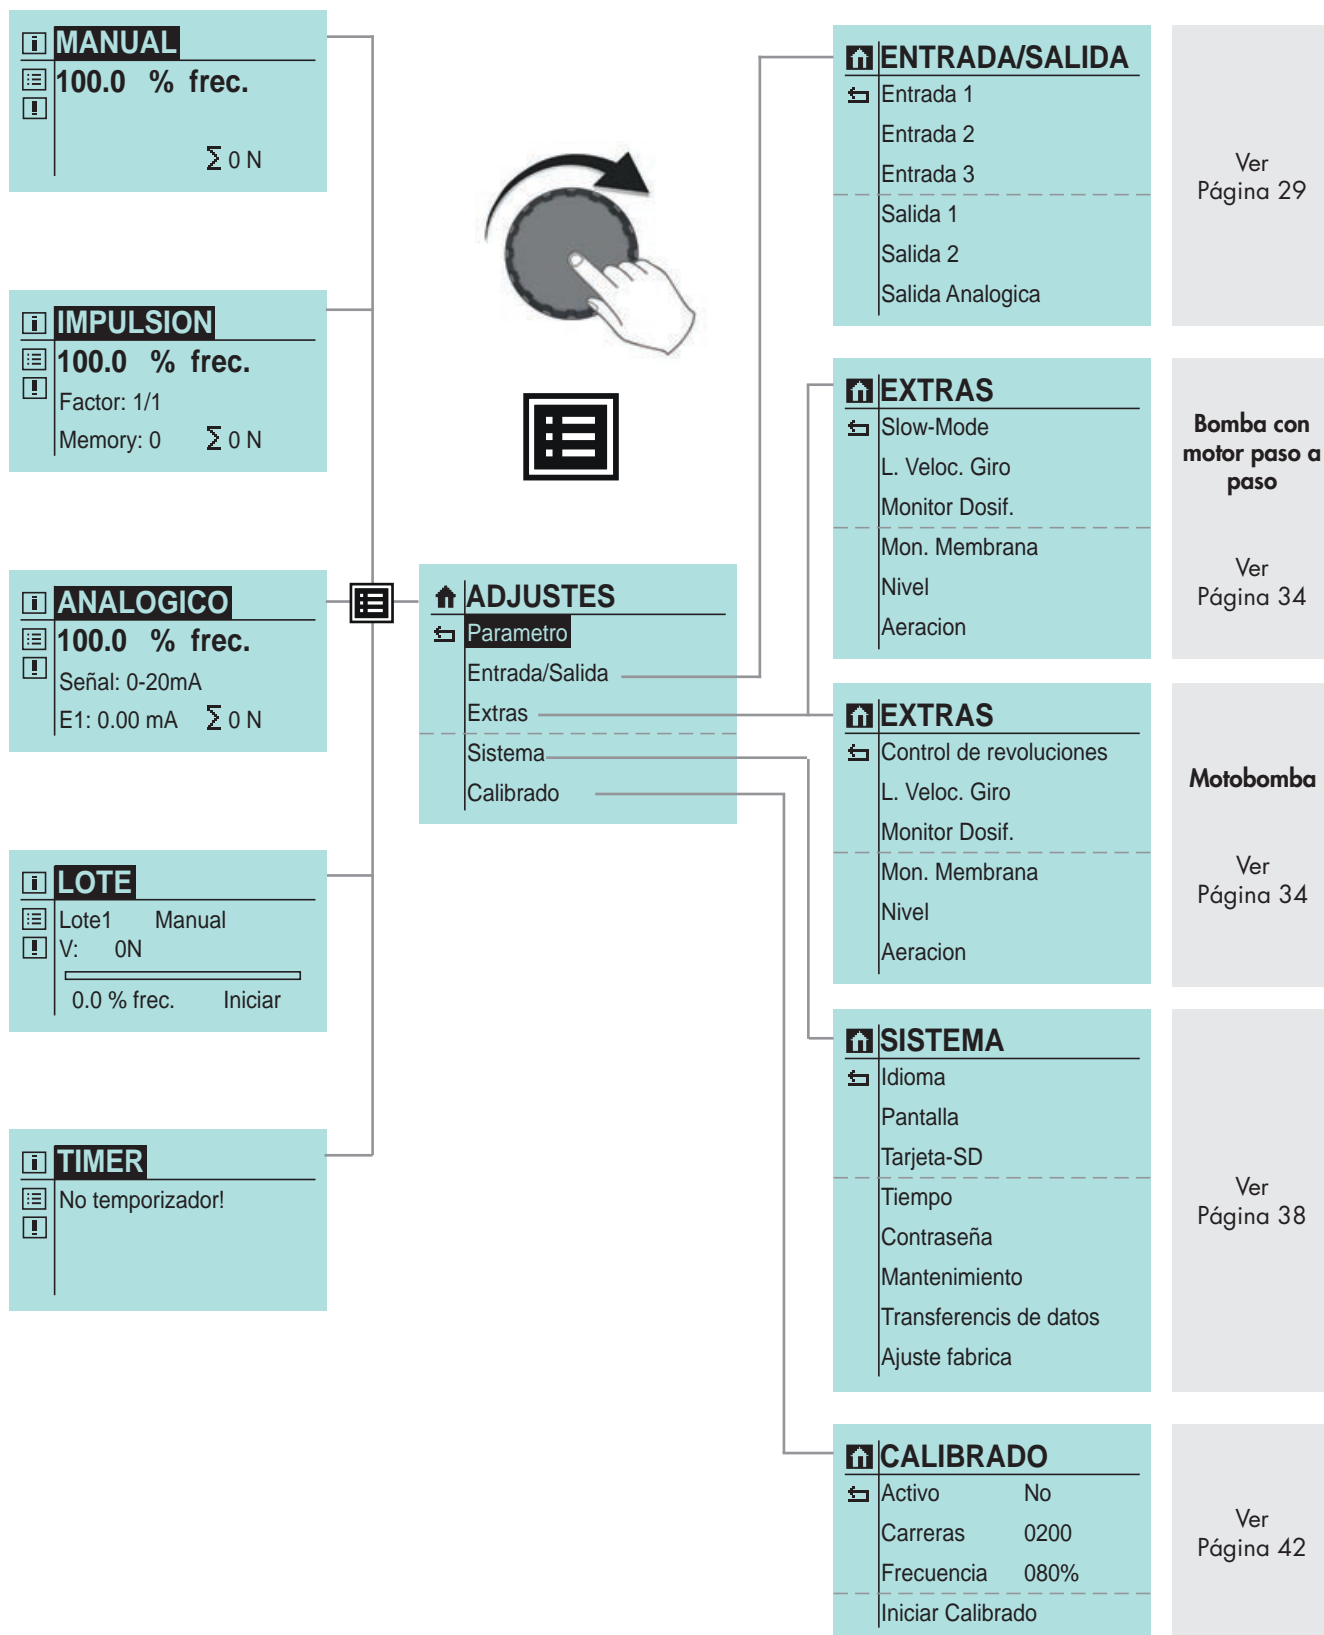 MANUAL
100.0 % frec.
Σ 0 N
IMPULSION
100.0 % frec.
Factor: 1/1
Memory: 0 Σ 0 N
ANALOGICO
100.0 % frec.
Señal: 0-20mA
E1: 0.00 mA Σ 0 N
LOTE
Lote1 Manual
V: 0N
0.0 % frec. Iniciar
TIMER
No temporizador!
ADJUSTES
Parametro
Entrada/Salida
Extras
Sistema
Calibrado
ENTRADA/SALIDA
Entrada 1
Entrada 2
Entrada 3
Salida 1
Salida 2
Salida Analogica
Ver
Página 29
EXTRAS
Slow-Mode
L. Veloc. Giro
Monitor Dosif.
Mon. Membrana
Nivel
Aeracion
Bomba con
motor paso a
paso
Ver
Página 34
EXTRAS
Control de revoluciones
L. Veloc. Giro
Monitor Dosif.
Mon. Membrana
Nivel
Aeracion
Motobomba
Ver
Página 34
SISTEMA
Idioma
Pantalla
Tarjeta-SD
Tiempo
Contraseña
Mantenimiento
Transferencis de datos
Ajuste fabrica
Ver
Página 38
CALIBRADO
Activo No
Carreras 0200
Frecuencia 080%
Iniciar Calibrado
Ver
Página 42